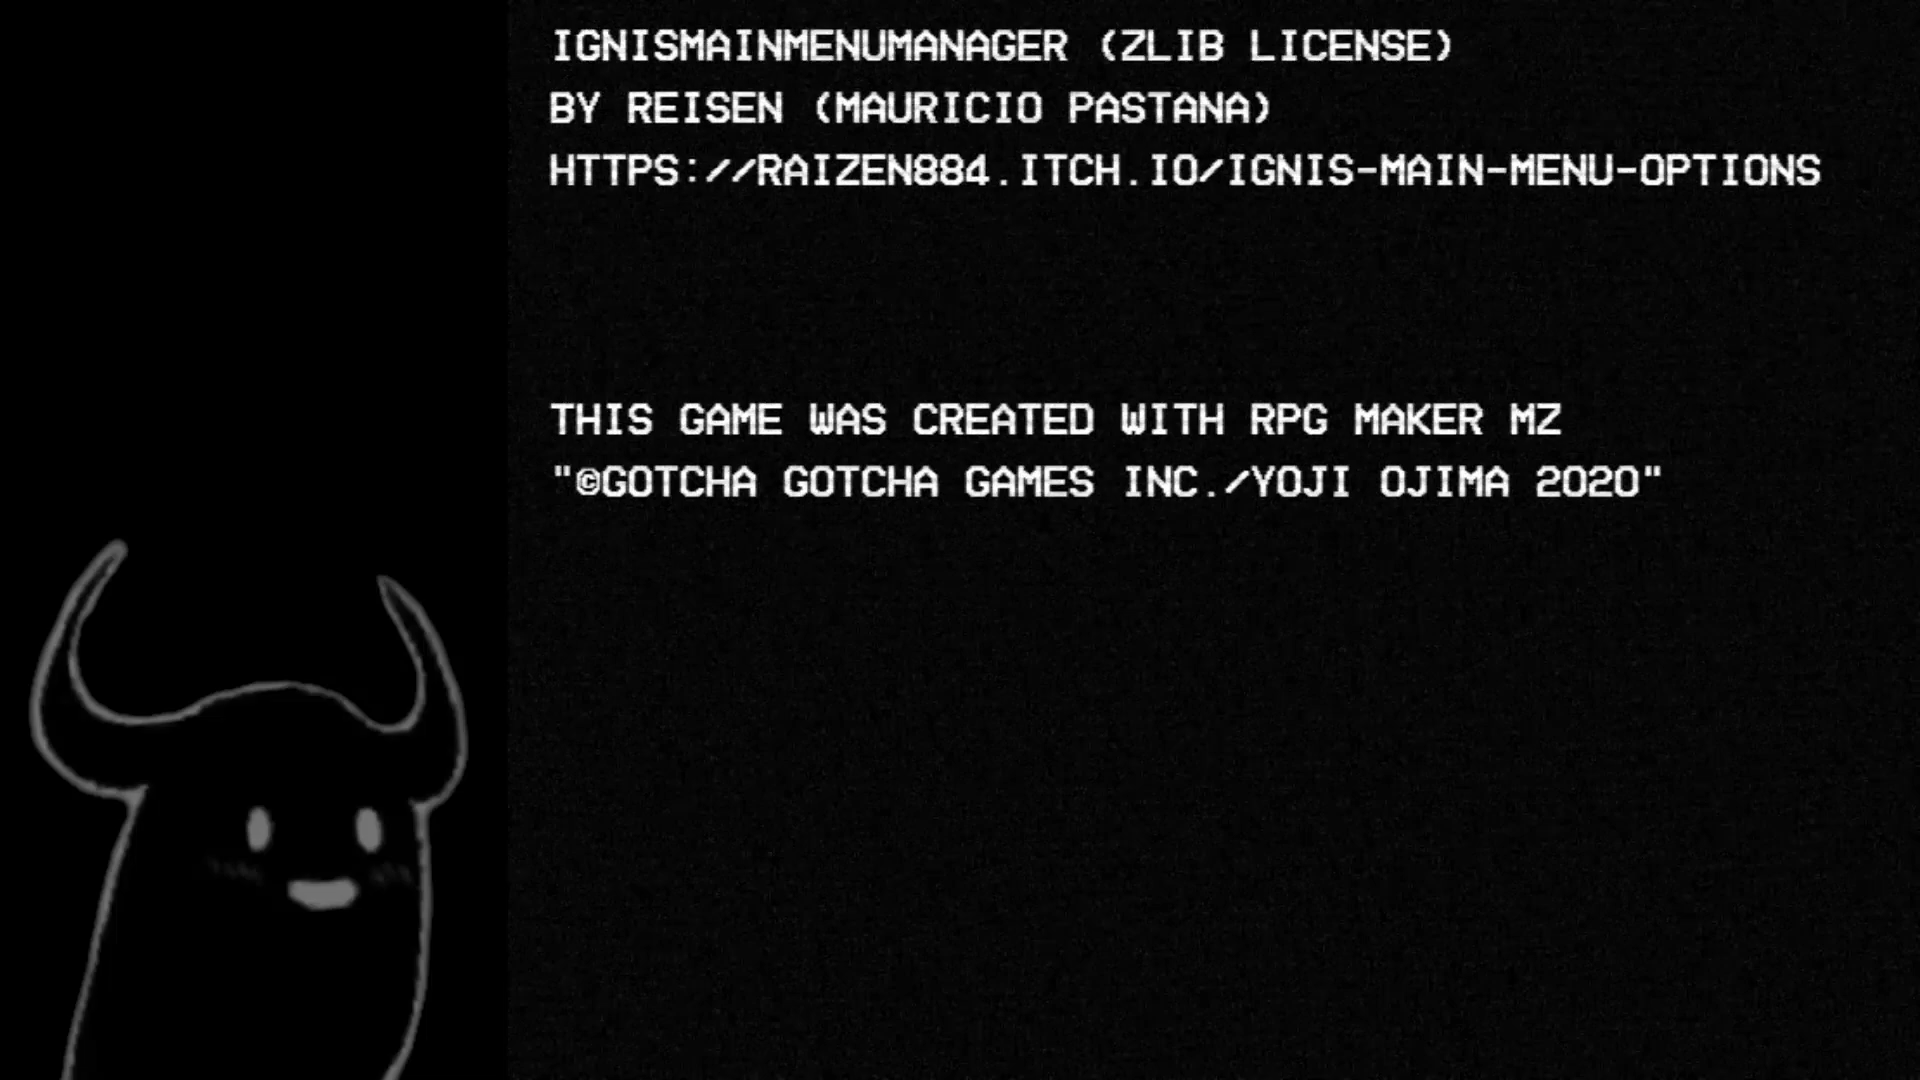 IGNISMAINMENUMANAGER (ZLIB LICENSE)
BY REISEN (MAURICIO PASTANA)
HTTPS://RAIZEN884.ITCH.IO/IGNIS-MAIN-MENU-OPTIONS
THIS GAME WAS CREATED WITH RPG MAKER MZ
"©GOTCHA GOTCHA GAMES INC./YOJI OJIMA 2020"